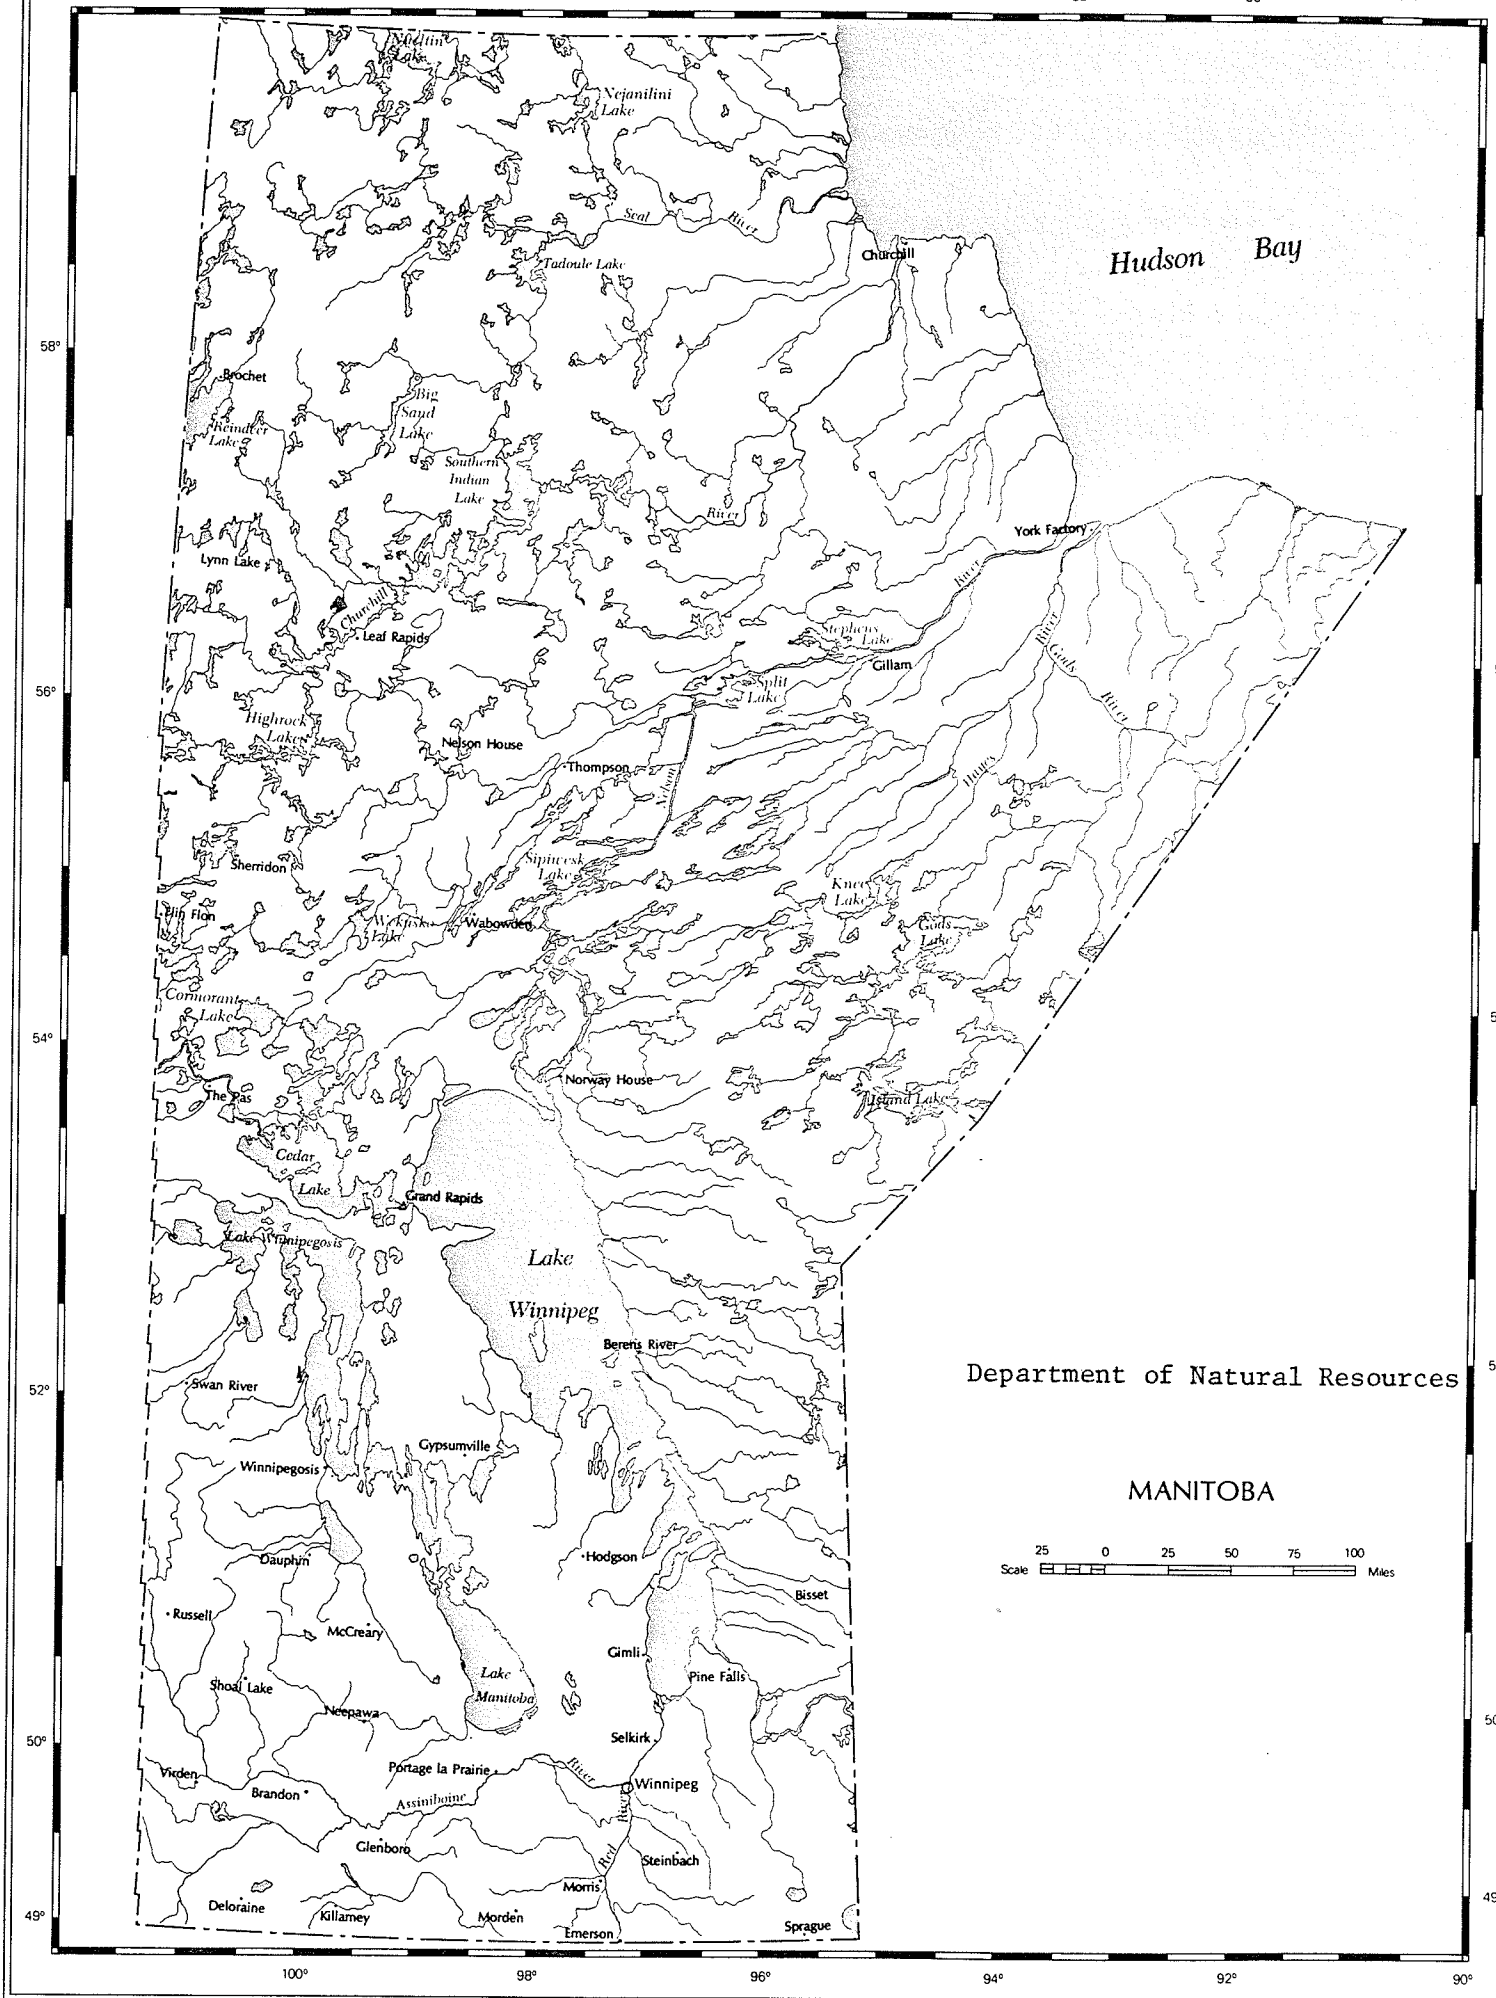 Nueltin
Lake
Nejanilini
Lake
Seal River
Churchill
Hudson Bay
Tadoule Lake
58°
Brochet
Big
Sand
Lake
Reindeer
Lake
Southern
Indian
Lake
River
York Factory
Lynn Lake
River
Churchill
Leaf Rapids
Stephens
Lake
River
Gillam
Gods
River
56°
Split
Lake
Highrock
Lake
Nelson House
Thompson
Nelson
Hayes
Sipiwesk
Lake
Sherridon
Knee
Lake
Flin Flon
Wekusko
Lake
Wabowden
Gods
Lake
Cormorant
Lake
54°
Norway House
The Pas
Island Lake
Cedar
Lake
Grand Rapids
Lake Winnipegosis
Lake
Winnipeg
Berens River
Department of Natural Resources
52°
Swan River
Gypsumville
Winnipegosis
MANITOBA
Dauphin
Hodgson
25 0 25 50 75 100
Scale Miles
Bisset
Russell
McCreary
Gimli
Lake
Manitoba
Pine Falls
Shoal Lake
Neepawa
50°
Selkirk
50
Virden
Portage la Prairie
River
Winnipeg
Brandon
Assiniboine
River
Glenboro
Red
Steinbach
Morris
49°
Deloraine
Killarney
Morden
Emerson
Sprague
49
100° 98° 96° 94° 92° 90°